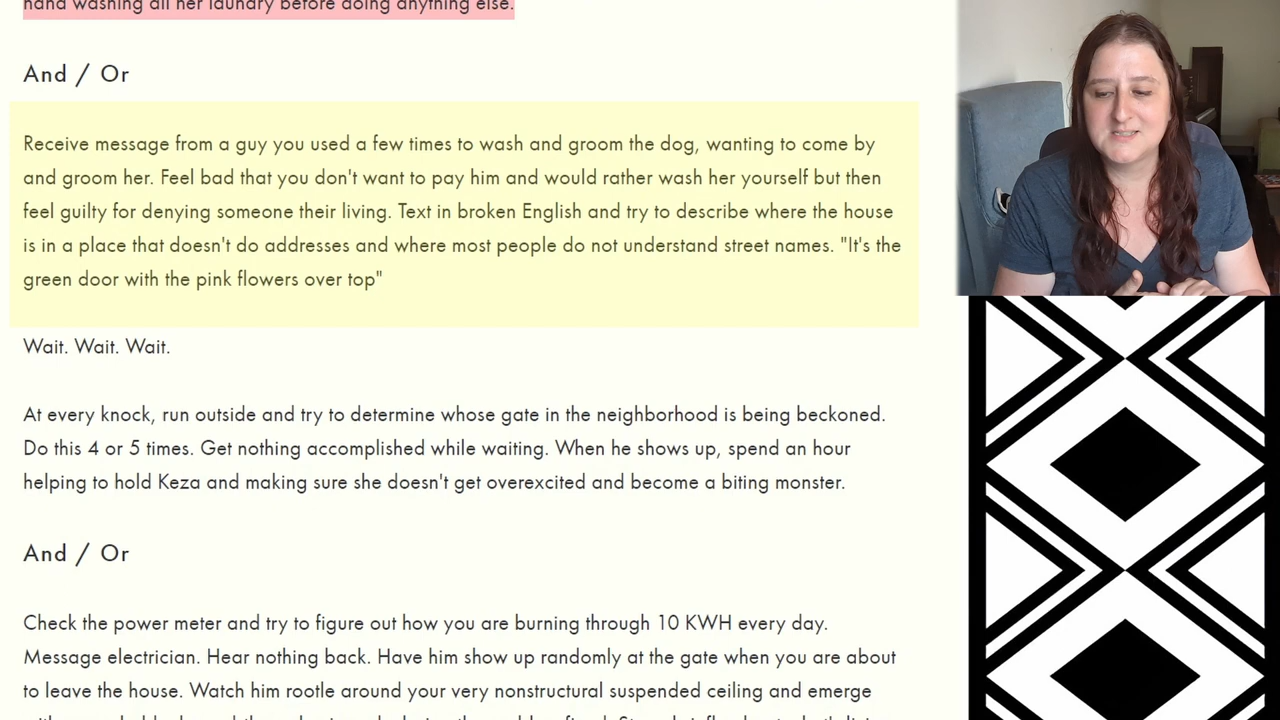 hand washing all her laundry before doing anything else.
And / Or
Receive message from a guy you used a few times to wash and groom the dog, wanting to come by
and groom her. Feel bad that you don't want to pay him and would rather wash her yourself but then
feel guilty for denying someone their living. Text in broken English and try to describe where the house
is in a place that doesn't do addresses and where most people do not understand street names. "It's the
green door with the pink flowers over top"
Wait. Wait. Wait.
At every knock, run outside and try to determine whose gate in the neighborhood is being beckoned.
Do this 4 or 5 times. Get nothing accomplished while waiting. When he shows up, spend an hour
helping to hold Keza and making sure she doesn't get overexcited and become a biting monster.
And / Or
Check the power meter and try to figure out how you are burning through 10 KWH every day.
Message electrician. Hear nothing back. Have him show up randomly at the gate when you are about
to leave the house. Watch him rootle around your very nonstructural suspended ceiling and emerge